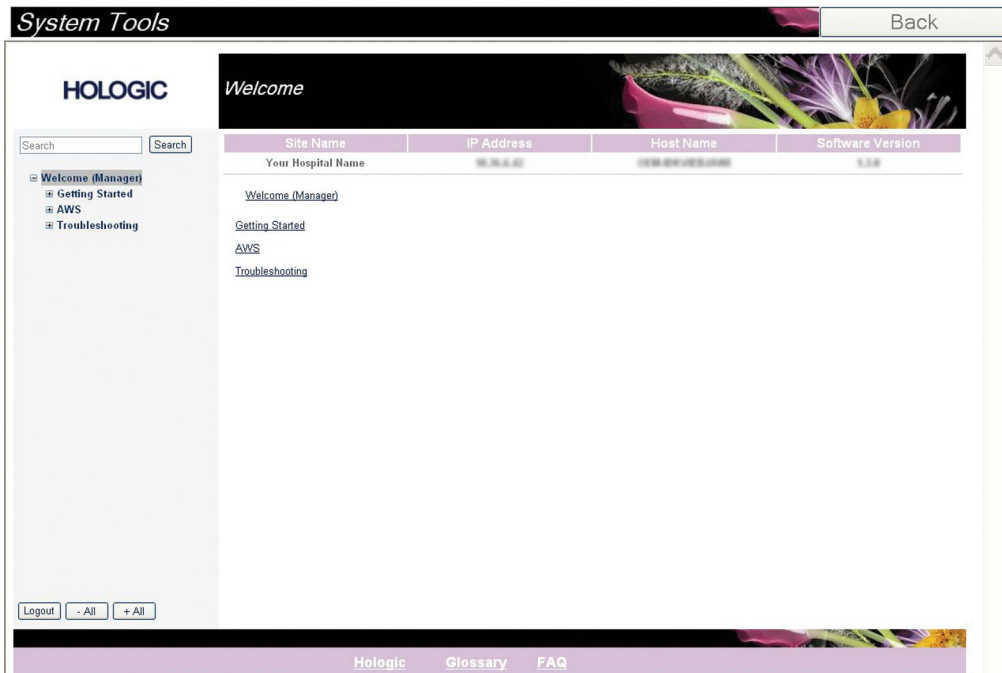 System Tools
Back
HOLOGIC
Welcome
Search
Search
Site Name IP Address Host Name Software Version
Your Hospital Name
Welcome (Manager)
Getting Started
AWS
Troubleshooting
Welcome (Manager)
Getting Started
AWS
Troubleshooting
Logout
- All
+ All
Hologic Glossary FAQ